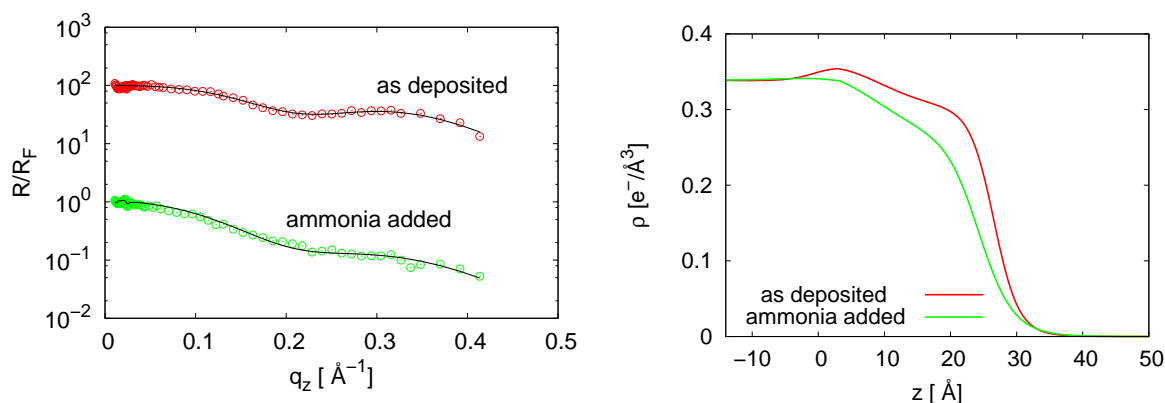 10³
10²
10¹
10⁰
10⁻¹
10⁻²
R/R_F
as deposited
ammonia added
0 0.1 0.2 0.3 0.4 0.5
q_z [ Å⁻¹]
0.4
0.3
0.2
0.1
0
ρ [e⁻/Å³]
as deposited
ammonia added
−10 0 10 20 30 40 50
z [ Å]